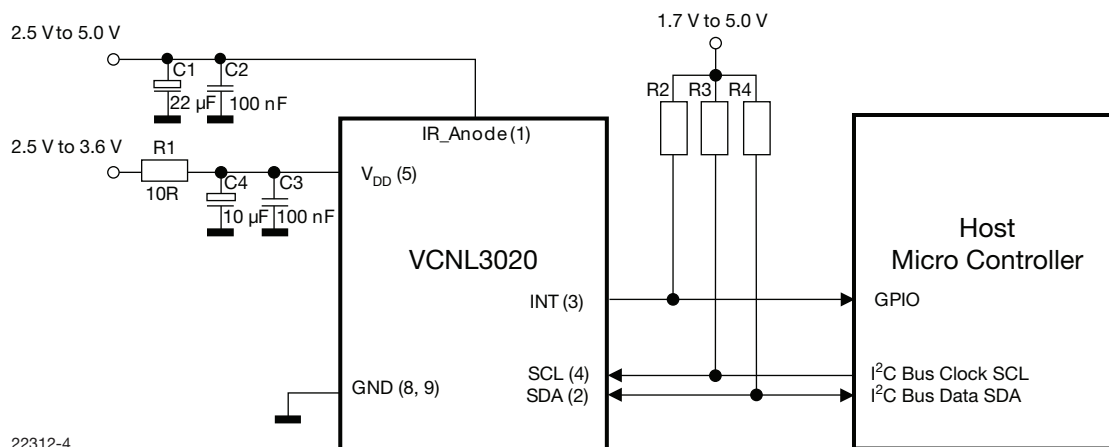 1.7 V to 5.0 V
2.5 V to 5.0 V
C1
C2
22 µF
100 nF
R2
R3
R4
IR_Anode (1)
2.5 V to 3.6 V
R1
10R
C4
C3
10 µF
100 nF
V_DD (5)
VCNL3020
Host
Micro Controller
INT (3)
GPIO
SCL (4)
I²C Bus Clock SCL
GND (8, 9)
SDA (2)
I²C Bus Data SDA
22312-4